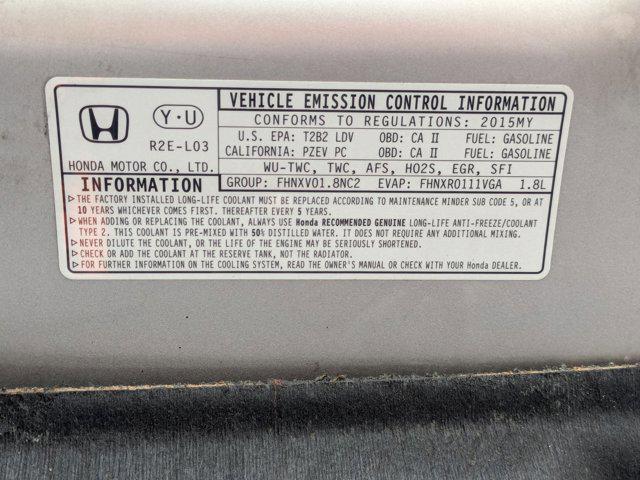 Y-U
R2E-L03
HONDA MOTOR CO., LTD.
VEHICLE EMISSION CONTROL INFORMATION
CONFORMS TO REGULATIONS: 2015MY
U.S. EPA: T2B2 LDV OBD: CA II FUEL: GASOLINE
CALIFORNIA: PZEV PC OBD: CA II FUEL: GASOLINE
WU-TWC, TWC, AFS, HO2S, EGR, SFI
INFORMATION
GROUP: FHNXV01.8NC2 EVAP: FHNXR0111VGA 1.8L
▷THE FACTORY INSTALLED LONG-LIFE COOLANT MUST BE REPLACED ACCORDING TO MAINTENANCE MINDER SUB CODE 5, OR AT
10 YEARS WHICHEVER COMES FIRST. THEREAFTER EVERY 5 YEARS.
▷WHEN ADDING OR REPLACING THE COOLANT, ALWAYS USE Honda RECOMMENDED GENUINE LONG-LIFE ANTI-FREEZE/COOLANT
TYPE 2. THIS COOLANT IS PRE-MIXED WITH 50% DISTILLED WATER. IT DOES NOT REQUIRE ANY ADDITIONAL MIXING.
▷NEVER DILUTE THE COOLANT, OR THE LIFE OF THE ENGINE MAY BE SERIOUSLY SHORTENED.
▷CHECK OR ADD THE COOLANT AT THE RESERVE TANK, NOT THE RADIATOR.
▷FOR FURTHER INFORMATION ON THE COOLING SYSTEM, READ THE OWNER'S MANUAL OR CHECK WITH YOUR Honda DEALER.